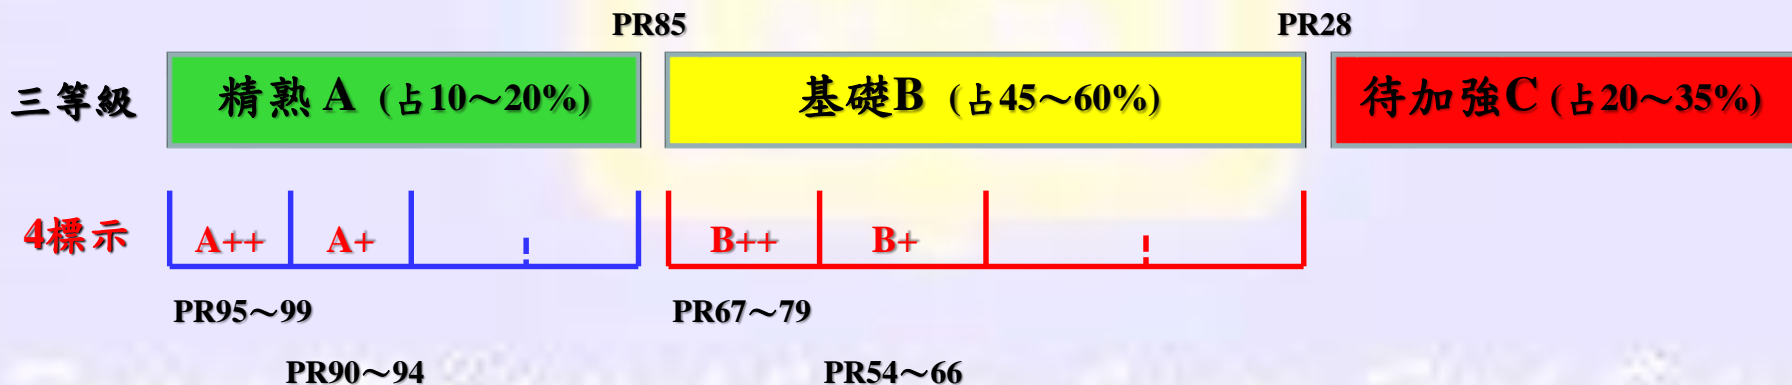 PR85 PR28
三等級 精熟 A (占10～20%) 基礎B (占45～60%) 待加強C (占20～35%)
4標示 A++ A+ B++ B+
PR95～99 PR67～79
PR90～94 PR54～66